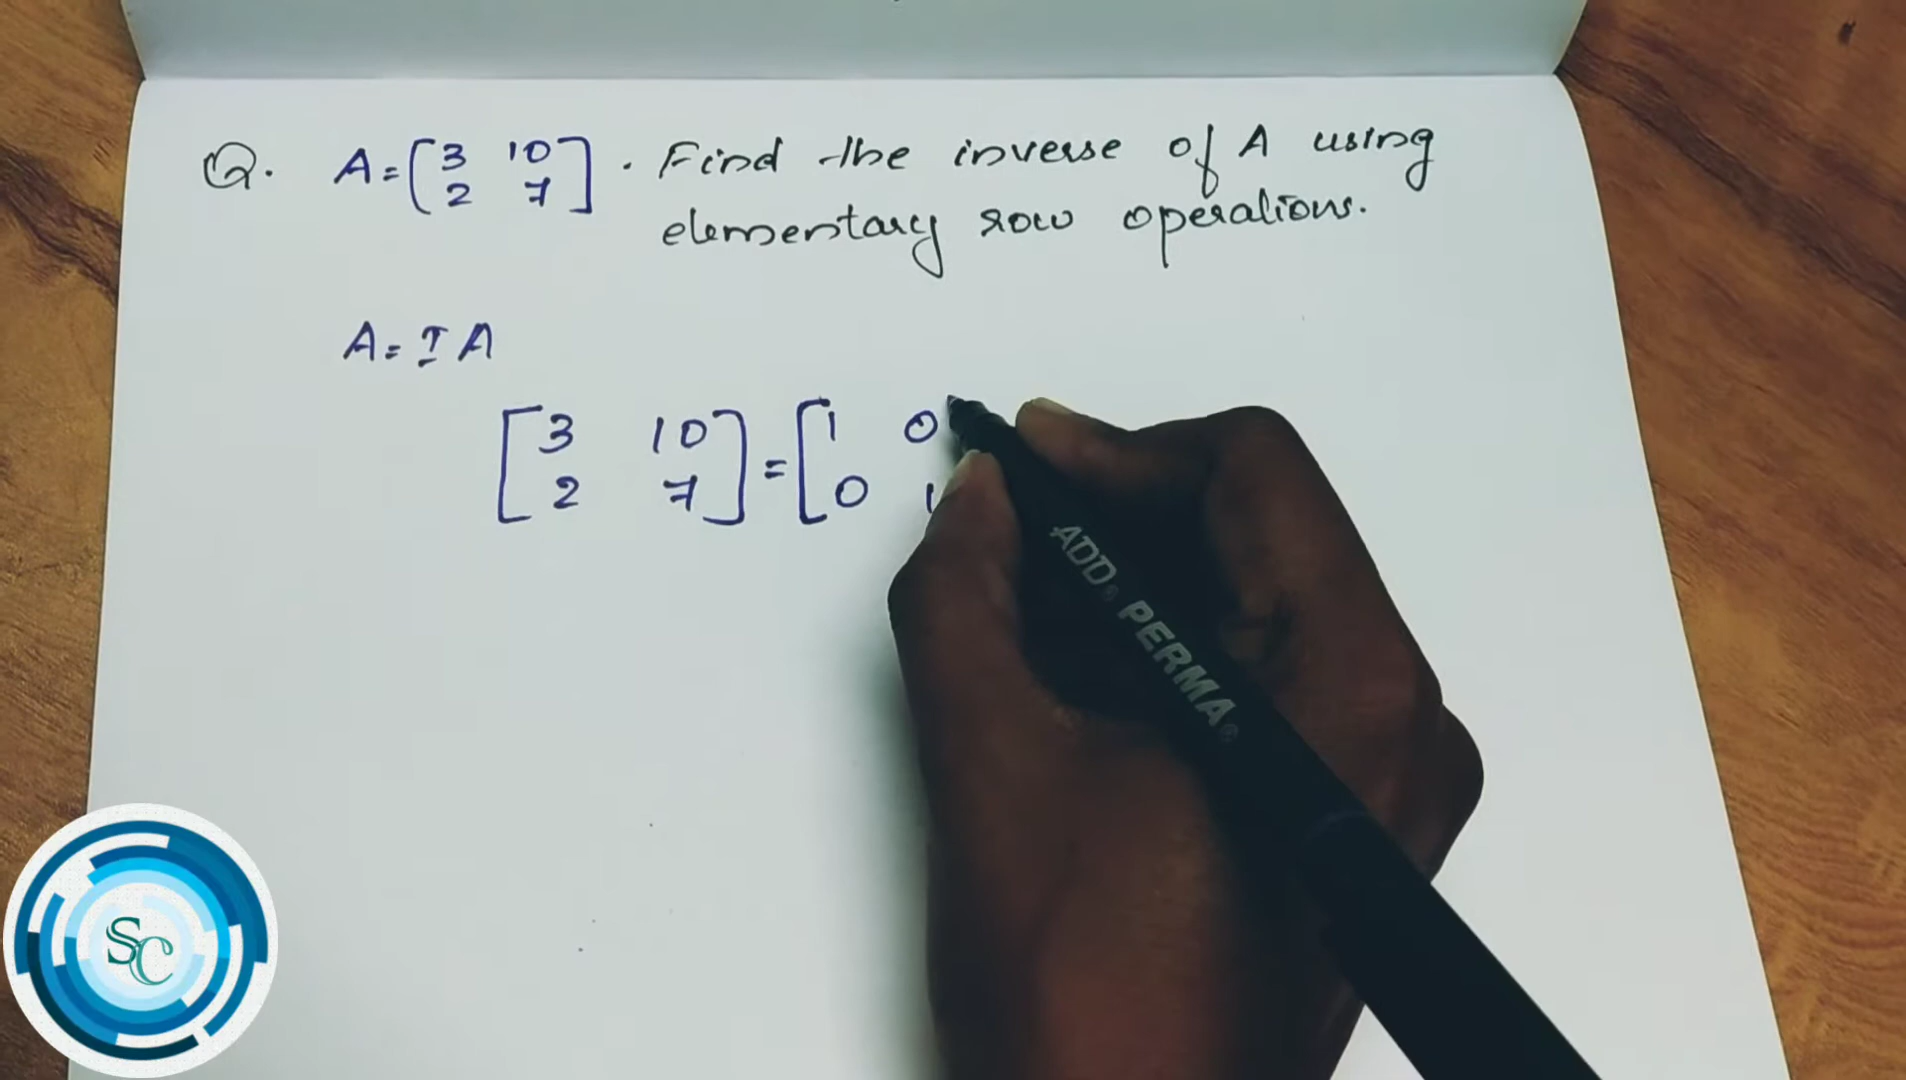 Q. A = [ 3 10 ] . Find the inverse of A using
[ 2 7 ] elementary row operations.
A = I A
[ 3 10 ] = [ 1 0
[ 2 7 ] [ 0 1
ADD PERMA
SC